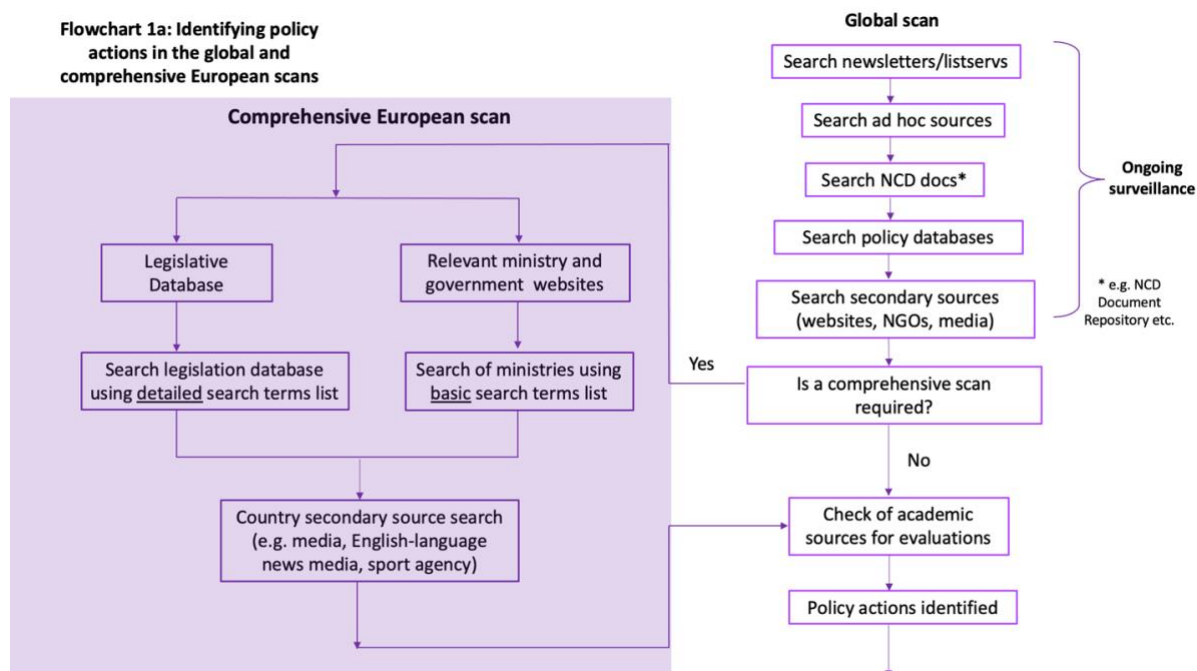 Flowchart 1a: Identifying policy
actions in the global and
comprehensive European scans
Comprehensive European scan
Legislative
Database
Relevant ministry and
government websites
Search legislation database
using detailed search terms list
Search of ministries using
basic search terms list
Country secondary source search
(e.g. media, English-language
news media, sport agency)
Global scan
Search newsletters/listservs
Search ad hoc sources
Search NCD docs*
Search policy databases
Search secondary sources
(websites, NGOs, media)
Ongoing
surveillance
* e.g. NCD
Document
Repository etc.
Is a comprehensive scan
required?
Yes
No
Check of academic
sources for evaluations
Policy actions identified